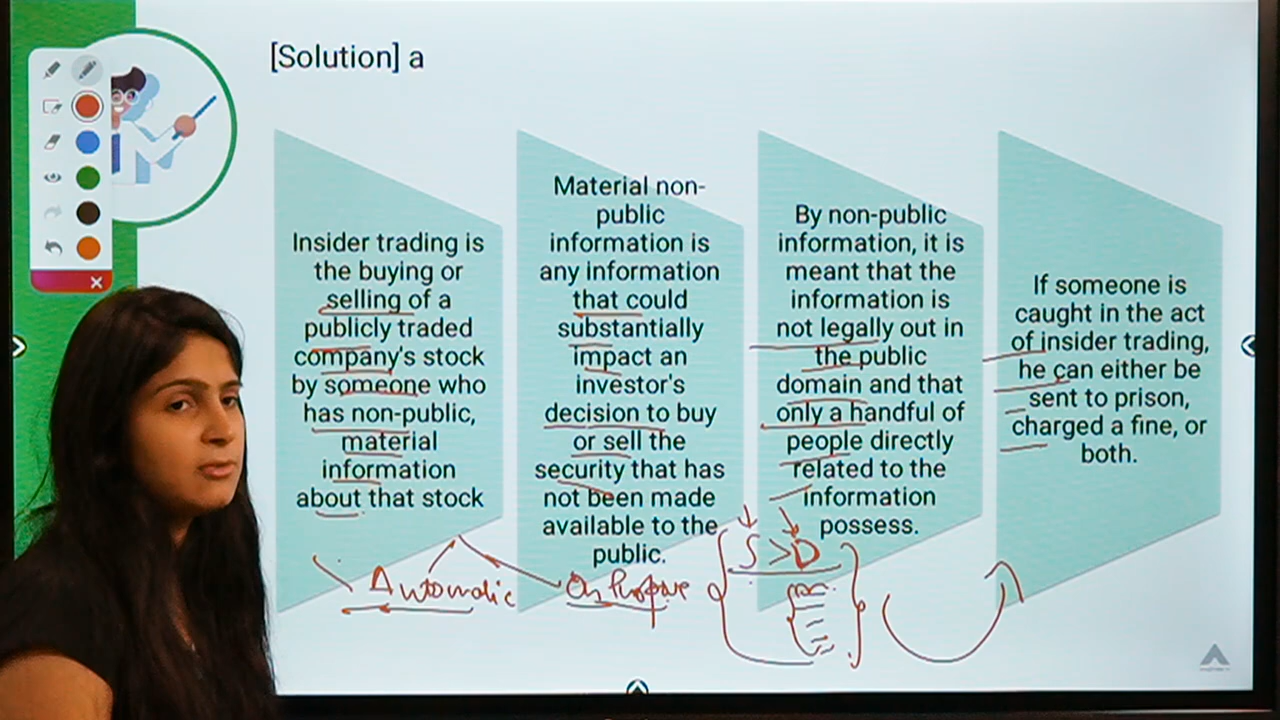 [Solution] a
Insider trading is
the buying or
selling of a
publicly traded
company's stock
by someone who
has non-public,
material
information
about that stock
Material non-
public
information is
any information
that could
substantially
impact an
investor's
decision to buy
or sell the
security that has
not been made
available to the
public.
By non-public
information, it is
meant that the
information is
not legally out in
the public
domain and that
only a handful of
people directly
related to the
information
possess.
If someone is
caught in the act
of insider trading,
he can either be
sent to prison,
charged a fine, or
both.
Automatic
On Purpose
S > D